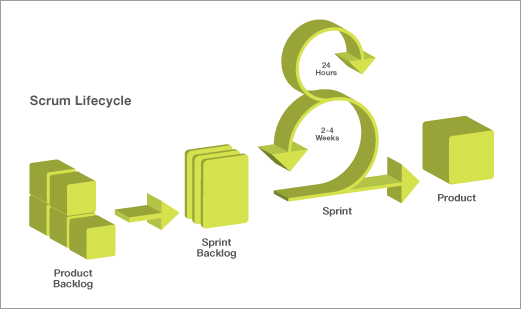 Scrum Lifecycle
24
Hours
2-4
Weeks
Product
Backlog
Sprint
Backlog
Sprint
Product